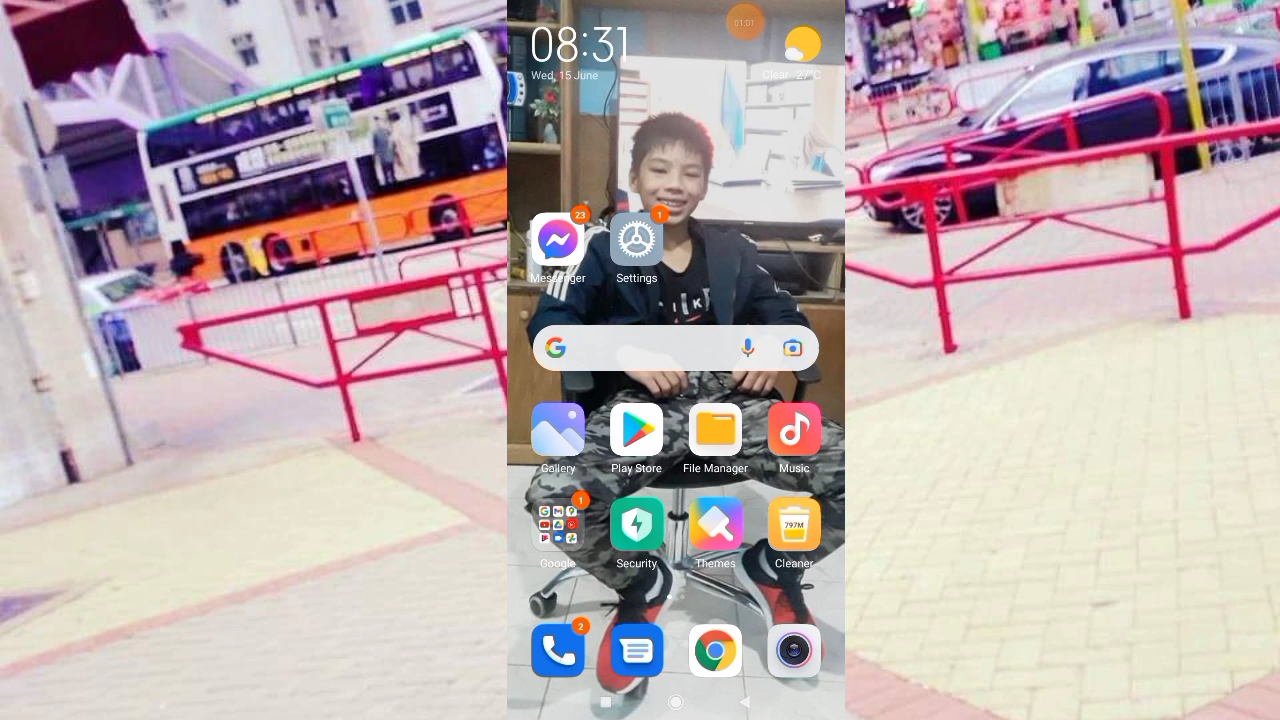 08:31
01:01
Wed, 15 June
Clear 27°C
23
1
Messenger
Settings
Gallery
Play Store
File Manager
Music
1
797M
Google
Security
Themes
Cleaner
2